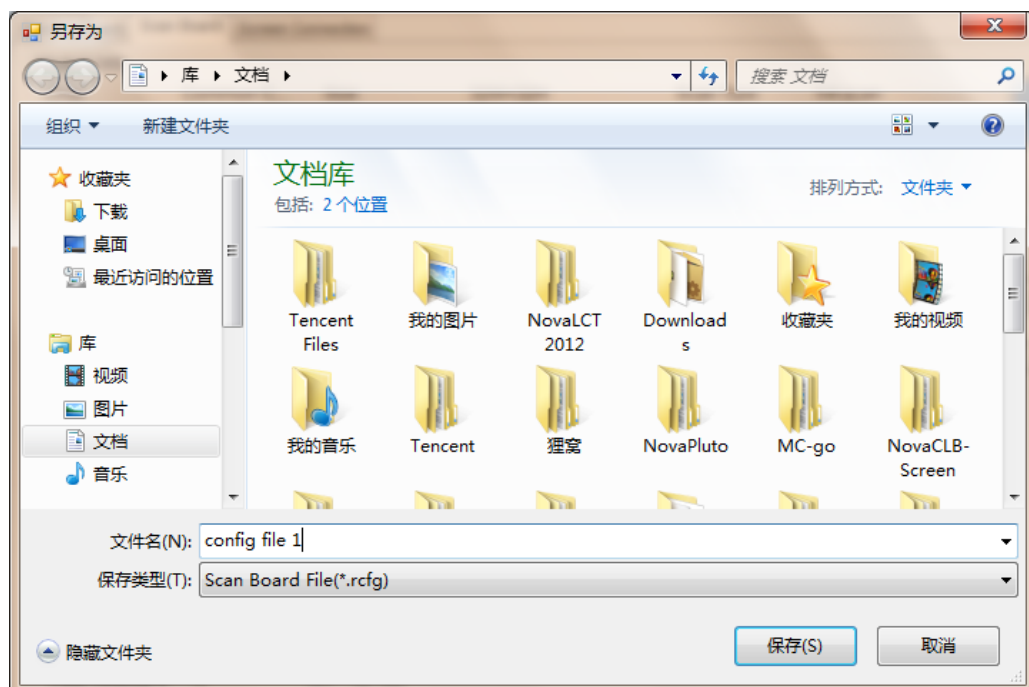 另存为
库 文档
搜索 文档
组织 新建文件夹
收藏夹
下载
桌面
最近访问的位置
库
视频
图片
文档
音乐
文档库
包括: 2 个位置
排列方式: 文件夹
Tencent
Files
我的图片
NovaLCT
2012
Download
s
收藏夹
我的视频
我的音乐
Tencent
狸窝
NovaPluto
MC-go
NovaCLB-
Screen
文件名(N): config file 1
保存类型(T): Scan Board File(*.rcfg)
隐藏文件夹
保存(S)
取消